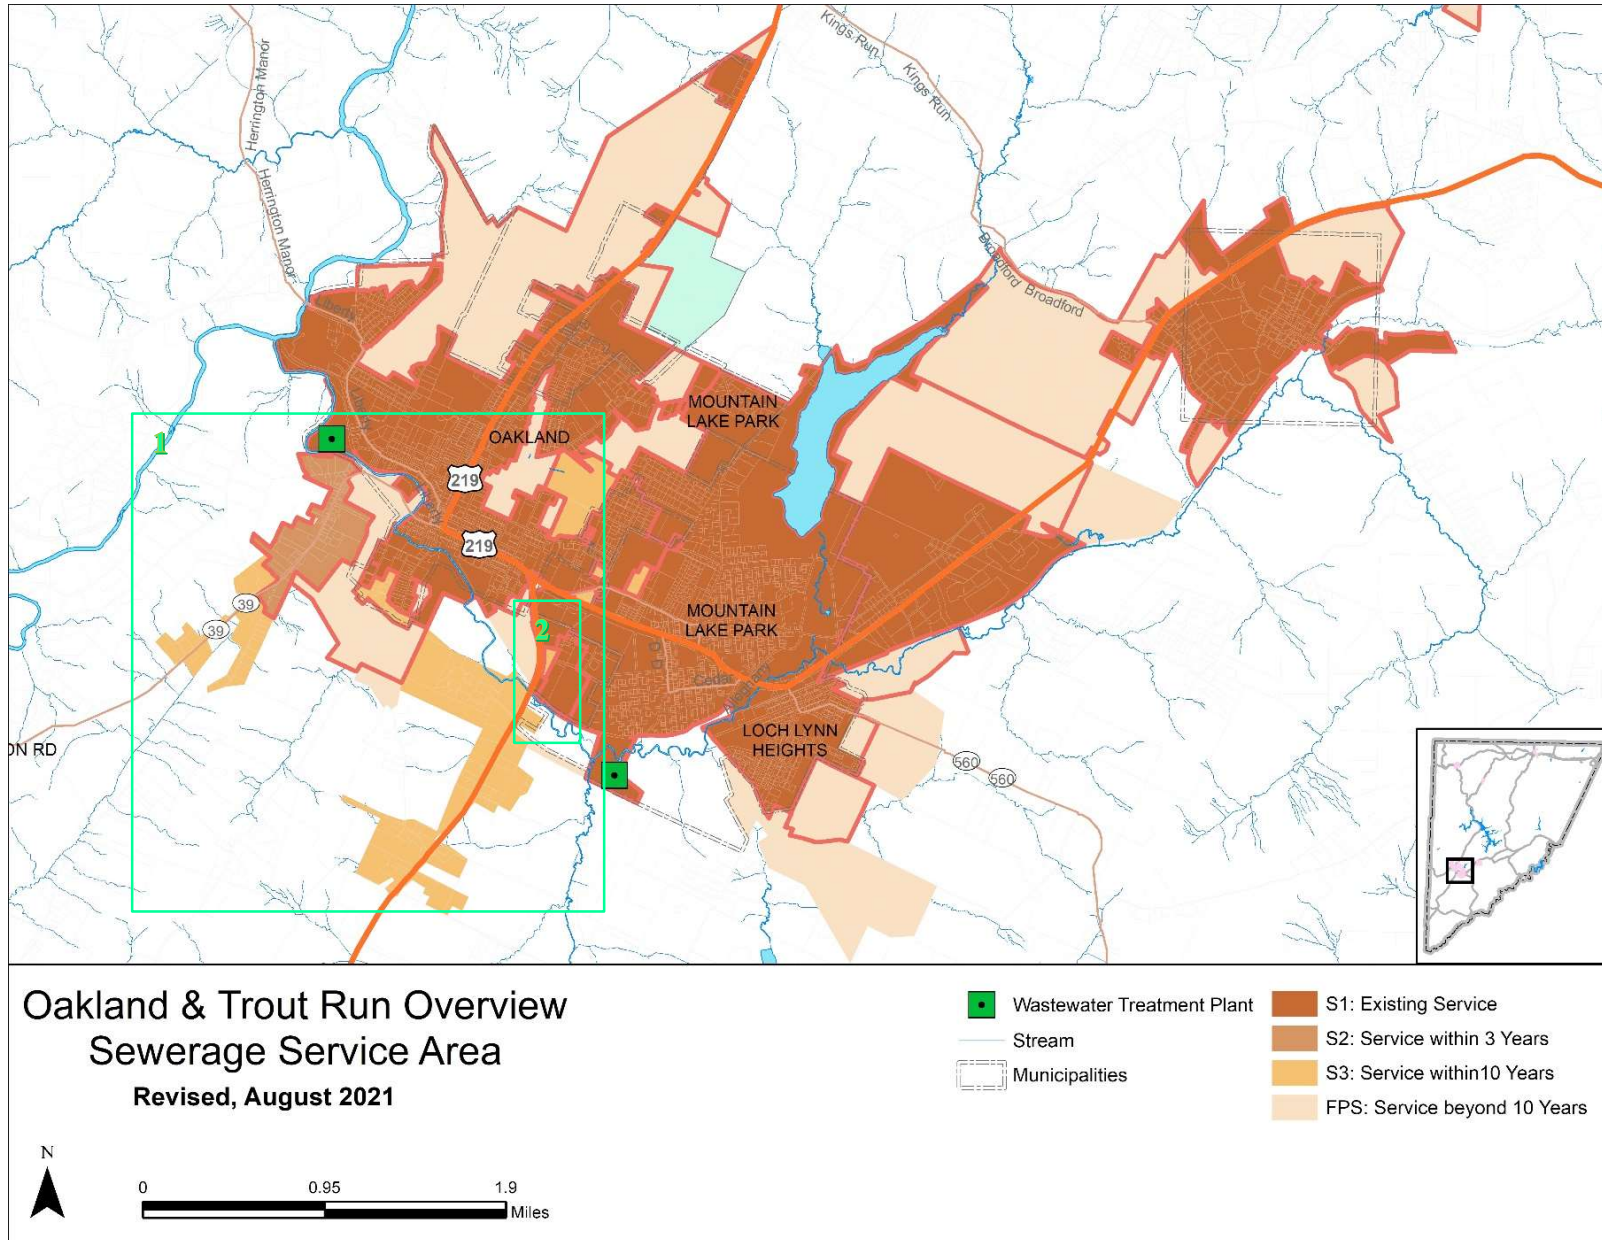 Kings Run
Kings Run
Herrington Manor
Herrington Manor
Broadford
Broadford
Liberty
MOUNTAIN
LAKE PARK
1
OAKLAND
219
219
39
39
2
MOUNTAIN
LAKE PARK
Cedar
LOCH LYNN
HEIGHTS
ON RD
560
560
Oakland & Trout Run Overview
Sewerage Service Area
Revised, August 2021
N
0 0.95 1.9
Miles
Wastewater Treatment Plant
Stream
Municipalities
S1: Existing Service
S2: Service within 3 Years
S3: Service within10 Years
FPS: Service beyond 10 Years